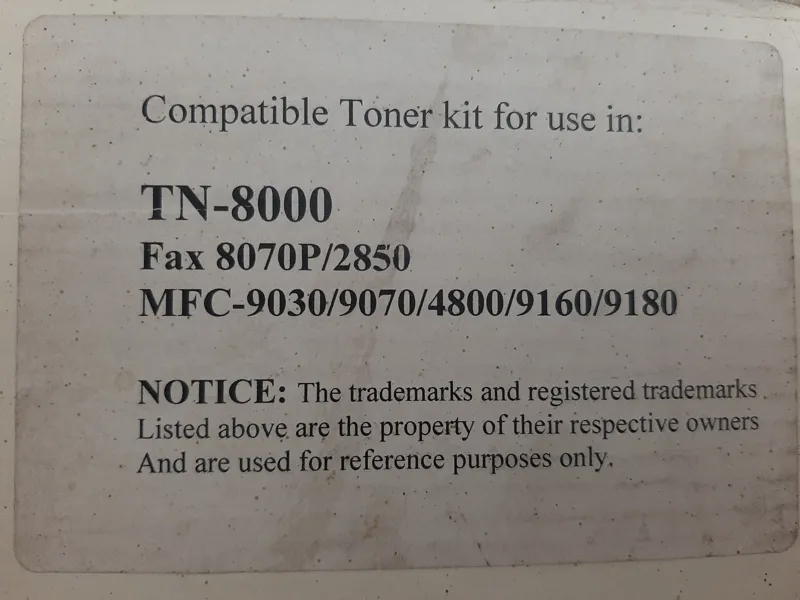 Compatible Toner kit for use in:
TN-8000
Fax 8070P/2850
MFC-9030/9070/4800/9160/9180
NOTICE: The trademarks and registered trademarks
Listed above are the property of their respective owners
And are used for reference purposes only.